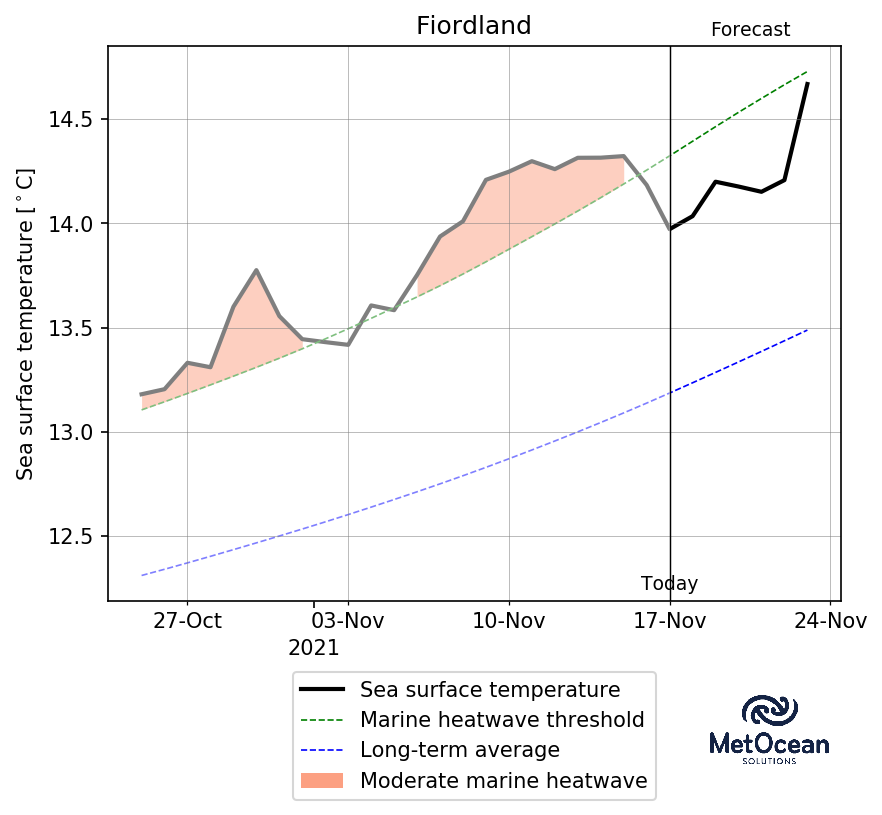 Fiordland
Forecast
Sea surface temperature [°C]
14.5
14.0
13.5
13.0
12.5
Today
27-Oct 03-Nov 10-Nov 17-Nov 24-Nov
2021
Sea surface temperature
Marine heatwave threshold
Long-term average
Moderate marine heatwave
MetOcean
SOLUTIONS